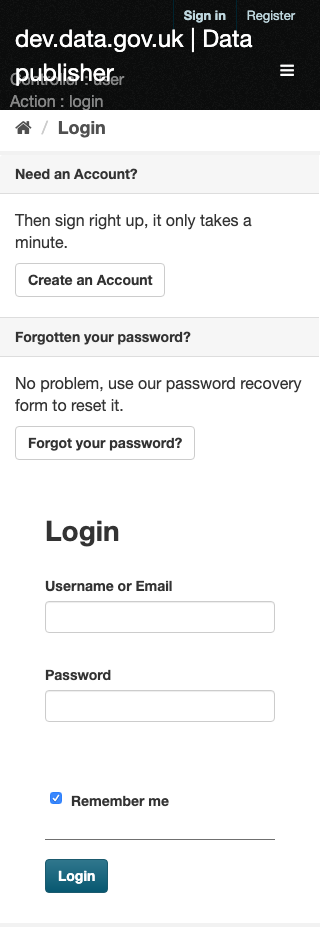 Sign in Register
dev.data.gov.uk | Data
publisher
Controller : user
Action : login
/ Login
Need an Account?
Then sign right up, it only takes a
minute.
Create an Account
Forgotten your password?
No problem, use our password recovery
form to reset it.
Forgot your password?
Login
Username or Email
Password
Remember me
Login